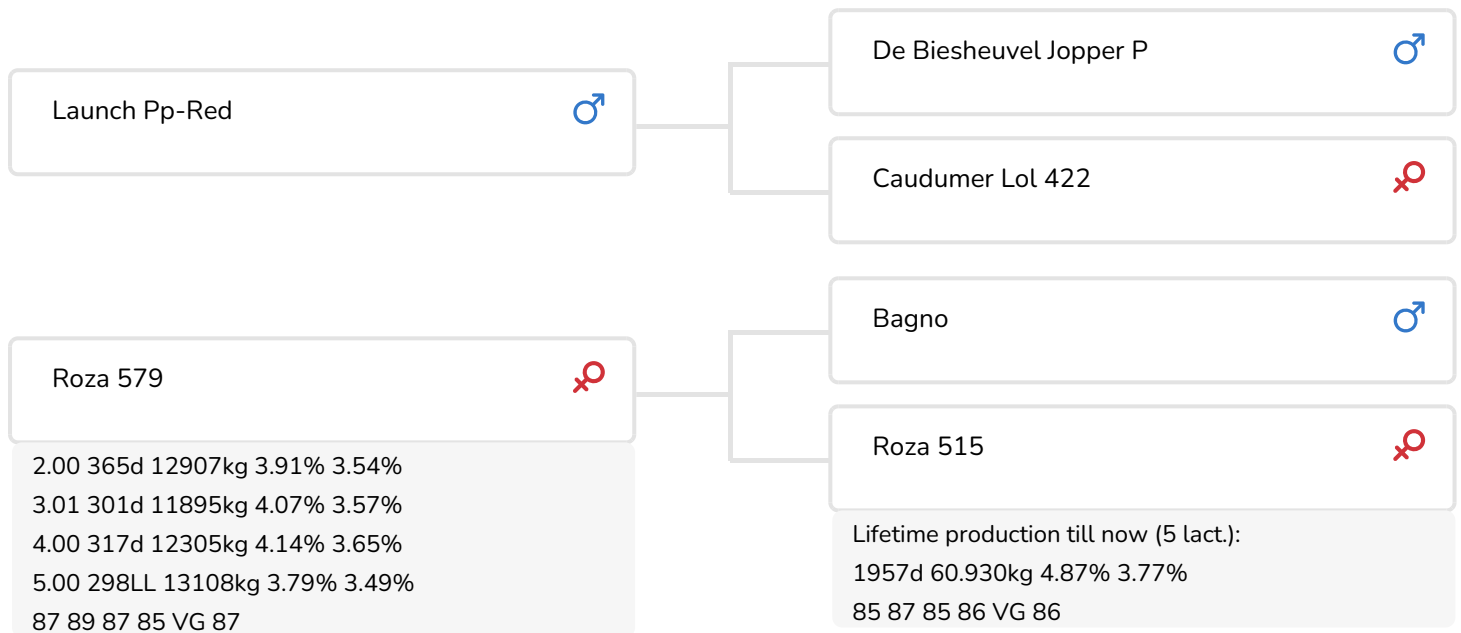 Launch Pp-Red
De Biesheuvel Jopper P
Caudumer Lol 422
Roza 579
2.00 365d 12907kg 3.91% 3.54%
3.01 301d 11895kg 4.07% 3.57%
4.00 317d 12305kg 4.14% 3.65%
5.00 298LL 13108kg 3.79% 3.49%
87 89 87 85 VG 87
Bagno
Roza 515
Lifetime production till now (5 lact.):
1957d 60.930kg 4.87% 3.77%
85 87 85 86 VG 86